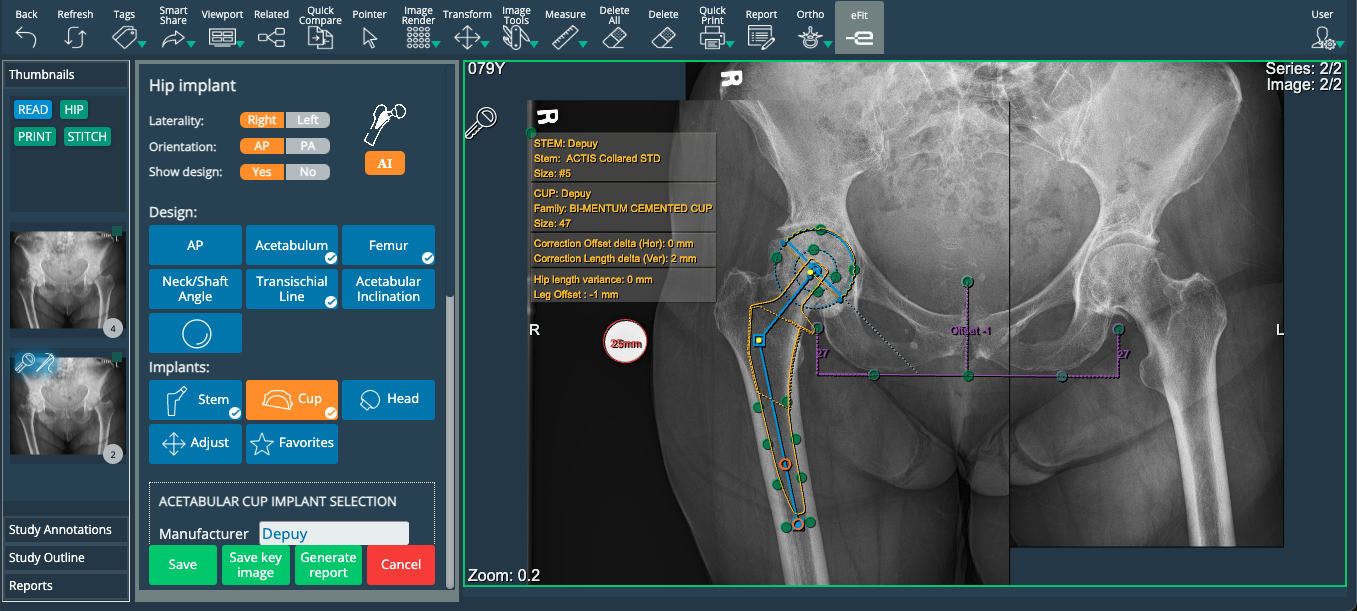 Back
Refresh
Tags
Smart
Share
Viewport
Related
Quick
Compare
Pointer
Image
Render
Transform
Image
Tools
Measure
Delete
All
Delete
Quick
Print
Report
Ortho
eFit
User
Thumbnails
READ HIP
PRINT STITCH
4
2
Study Annotations
Study Outline
Reports
Hip implant
Laterality: Right Left
Orientation: AP PA
Show design: Yes No
AI
Design:
AP Acetabulum Femur
Neck/Shaft
Angle
Transischial
Line
Acetabular
Inclination
Implants:
Stem Cup Head
Adjust Favorites
ACETABULAR CUP IMPLANT SELECTION
Manufacturer Depuy
Save
Save key
image
Generate
report
Cancel
079Y
Series: 2/2
Image: 2/2
R
R
STEM: Depuy
Stem: ACTIS Collared STD
Size: #5
CUP: Depuy
Family: BI-MENTUM CEMENTED CUP
Size: 47
Correction Offset delta (Hor): 0 mm
Correction Length delta (Ver): 2 mm
Hip length variance: 0 mm
Leg Offset : -1 mm
R
25mm
Offset -1
27
27
L
Zoom: 0.2